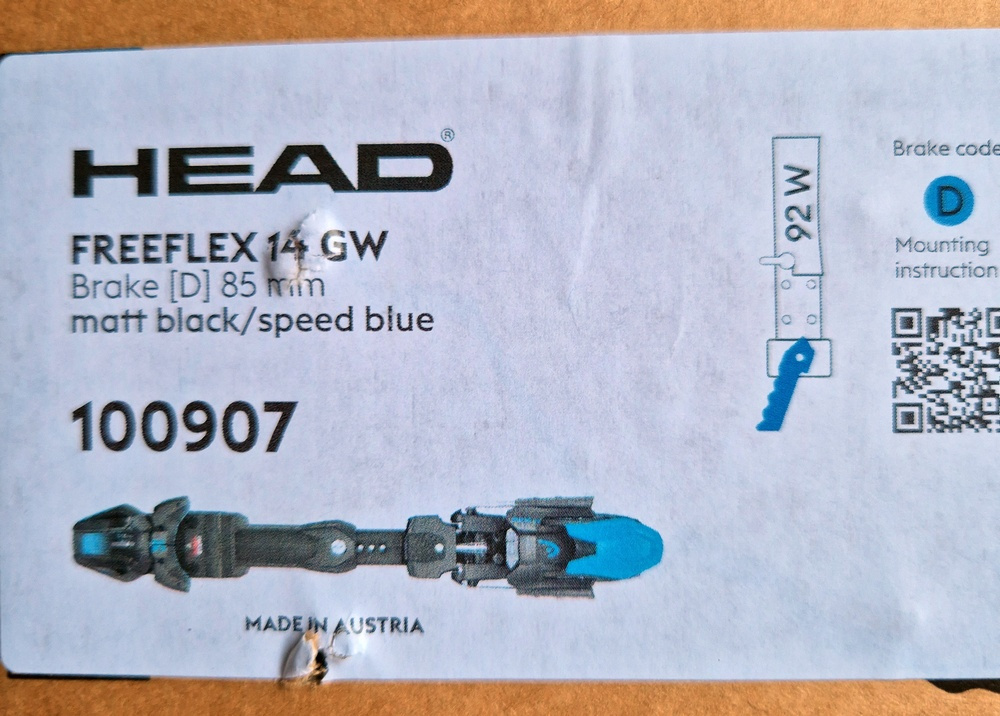 HEAD®
FREEFLEX 14 GW
Brake [D] 85 mm
matt black/speed blue
100907
MADE IN AUSTRIA
92 W
Brake code
D
Mounting
instruction